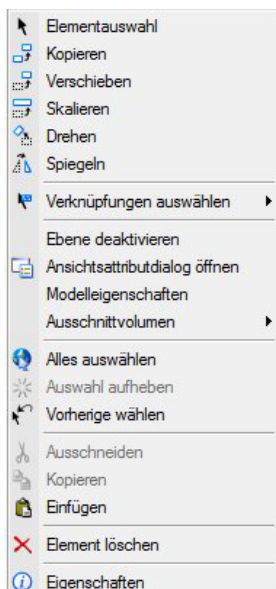 Elementauswahl
Kopieren
Verschieben
Skalieren
Drehen
Spiegeln
Verknüpfungen auswählen
Ebene deaktivieren
Ansichtsattributdialog öffnen
Modelleigenschaften
Ausschnittvolumen
Alles auswählen
Auswahl aufheben
Vorherige wählen
Ausschneiden
Kopieren
Einfügen
Element löschen
Eigenschaften